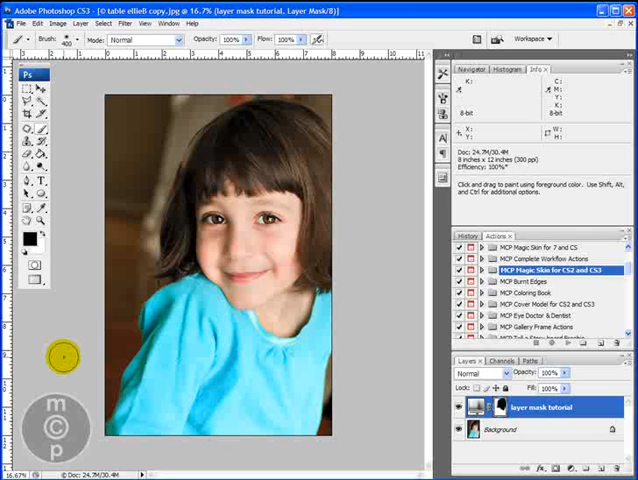 Adobe Photoshop CS3 - [© table ellieB copy.jpg @ 16.7% (layer mask tutorial, Layer Mask/8)]
File Edit Image Layer Select Filter View Window Help
Brush: 400 Mode: Normal Opacity: 100% Flow: 100% Workspace
Ps
Navigator Histogram Info
K: C:
M:
Y:
K:
8-bit 8-bit
X: W:
Y: H:
Doc: 24.7M/30.4M
8 inches x 12 inches (300 ppi)
Efficiency: 100%*
Click and drag to paint using foreground color. Use Shift, Alt,
and Ctrl for additional options.
History Actions
MCP Magic Skin for 7 and CS
MCP Complete Workflow Actions
MCP Magic Skin for CS2 and CS3
MCP Burnt Edges
MCP Coloring Book
MCP Cover Model for CS2 and CS3
MCP Eye Doctor & Dentist
MCP Gallery Frame Actions
Layers Channels Paths
Normal Opacity: 100%
Lock: Fill: 100%
layer mask tutorial
Background
m
©
p
16.67% Doc: 24.7M/30.4M